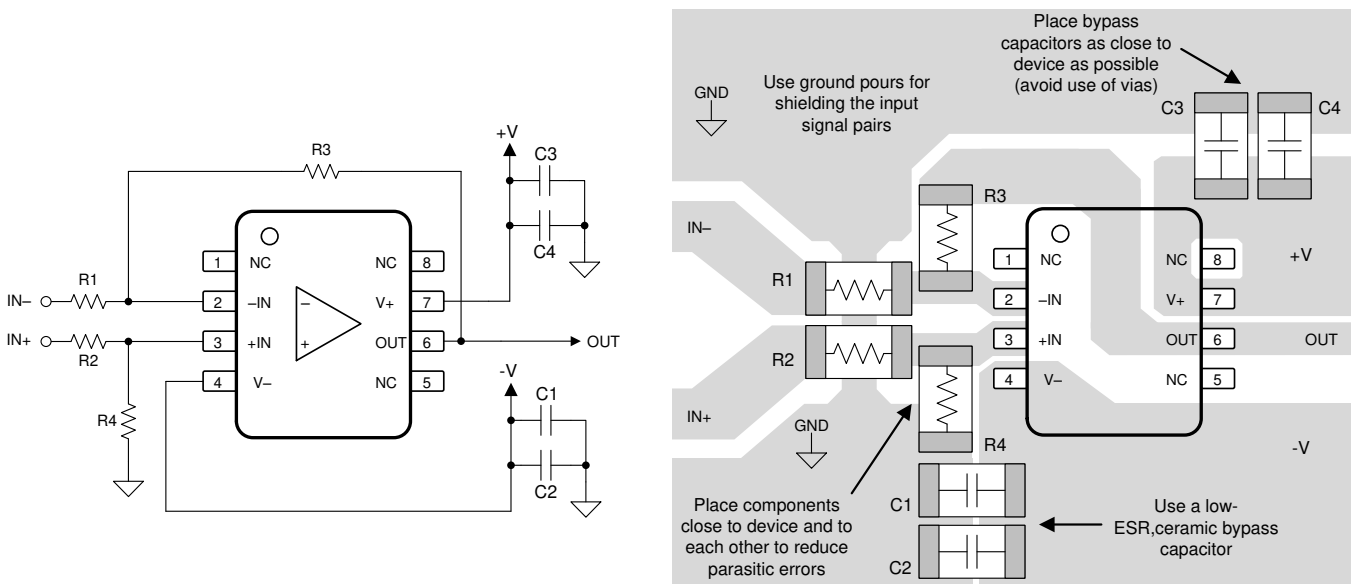 R3
+V
C3
C4
1
NC
NC
8
R1
IN–
2
–IN
V+
7
–
IN+
R2
3
+IN
+
OUT
6
OUT
4
V–
NC
5
-V
R4
C1
C2
Place bypass
capacitors as close to
device as possible
(avoid use of vias)
GND
Use ground pours for
shielding the input
signal pairs
C3
C4
R3
IN–
1
NC
NC
8
+V
R1
2
–IN
V+
7
3
+IN
OUT
6
OUT
R2
4
V–
NC
5
IN+
GND
R4
-V
Place components
close to device and to
each other to reduce
parasitic errors
C1
C2
Use a low-
ESR,ceramic bypass
capacitor